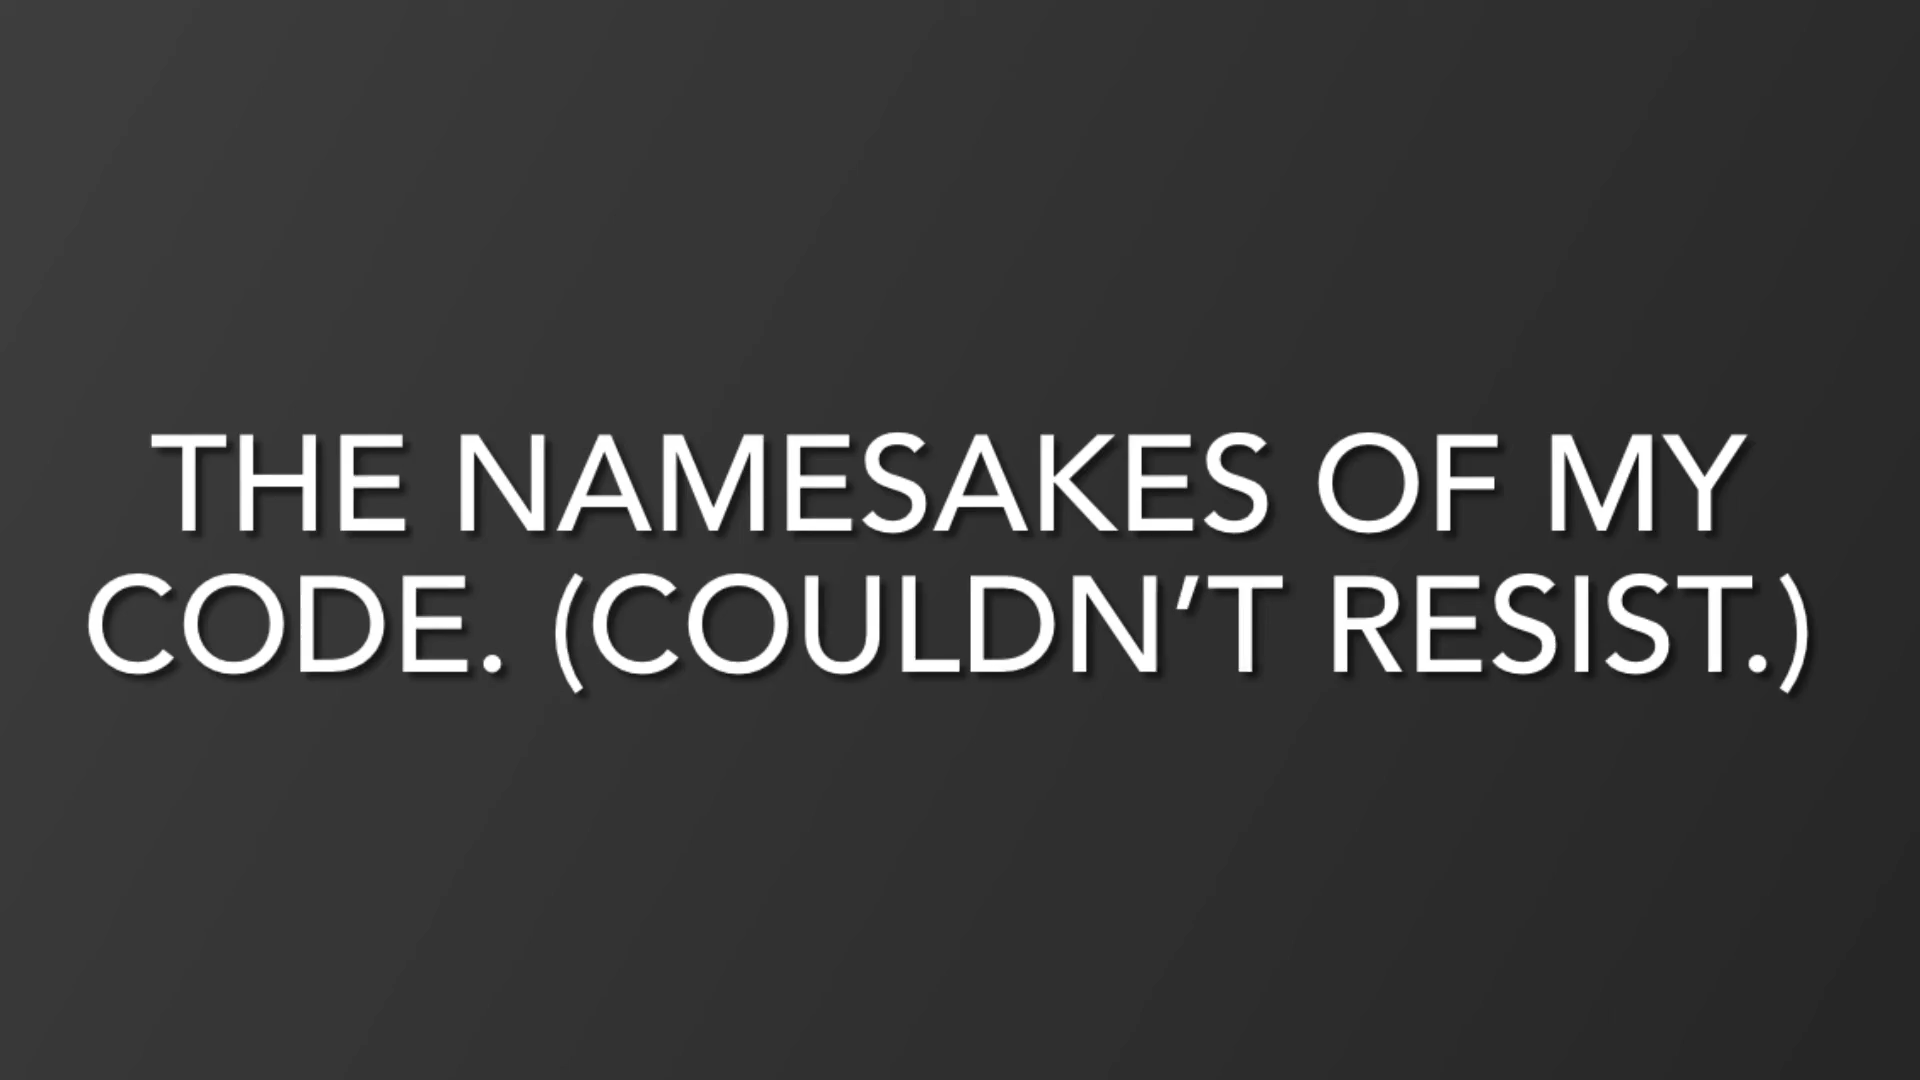 THE NAMESAKES OF MY
CODE. (COULDN’T RESIST.)